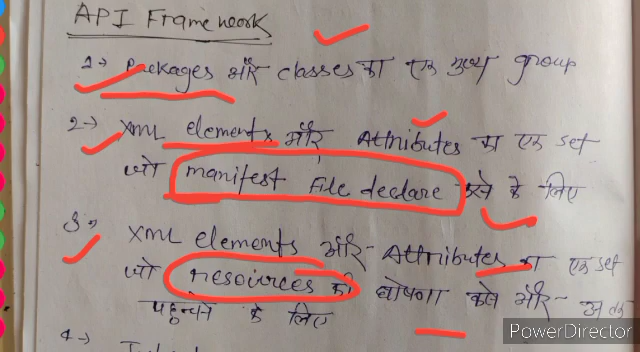 API Framework
1→ Packages और classes का एक मुख्य group
2→ XML elements और Attributes का एक set
जो manifest File declare करने के लिए
3→ XML elements और Attributes का एक set
जो resources की घोषणा करने और
पहुचने के लिए
4→
PowerDirector